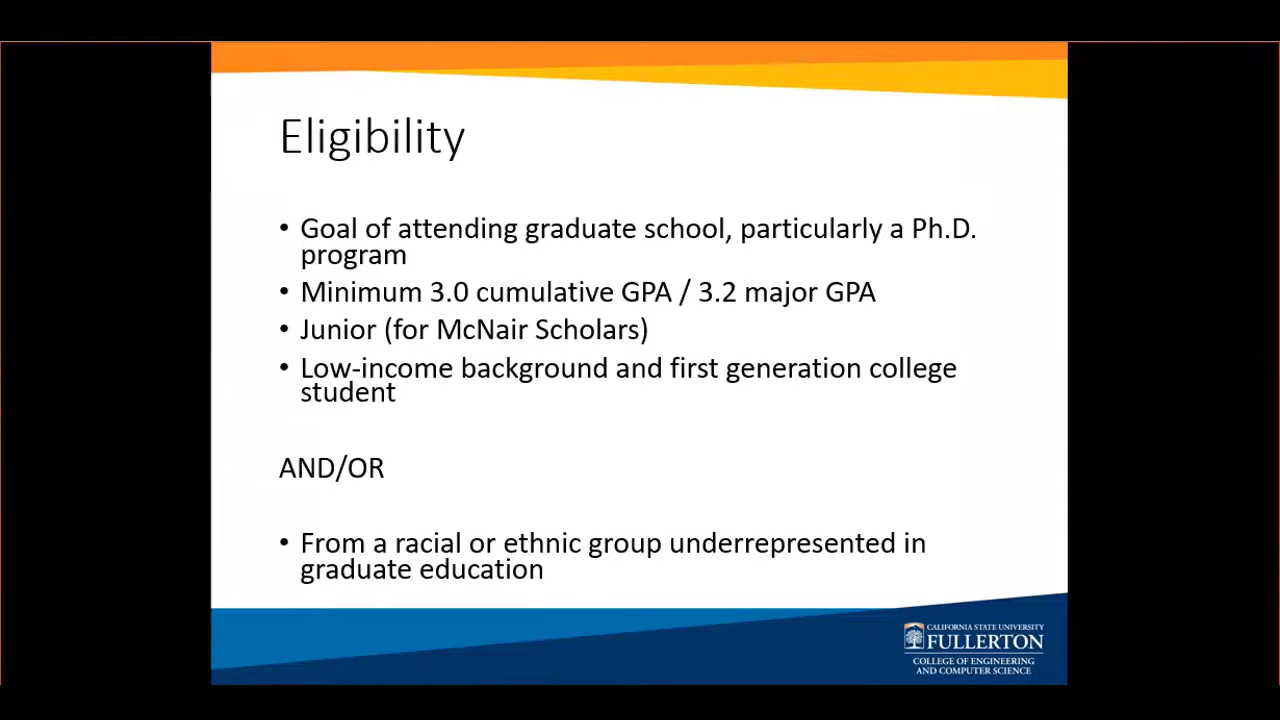 Eligibility
• Goal of attending graduate school, particularly a Ph.D.
program
• Minimum 3.0 cumulative GPA / 3.2 major GPA
• Junior (for McNair Scholars)
• Low-income background and first generation college
student
AND/OR
• From a racial or ethnic group underrepresented in
graduate education
CALIFORNIA STATE UNIVERSITY
FULLERTON
COLLEGE OF ENGINEERING
AND COMPUTER SCIENCE